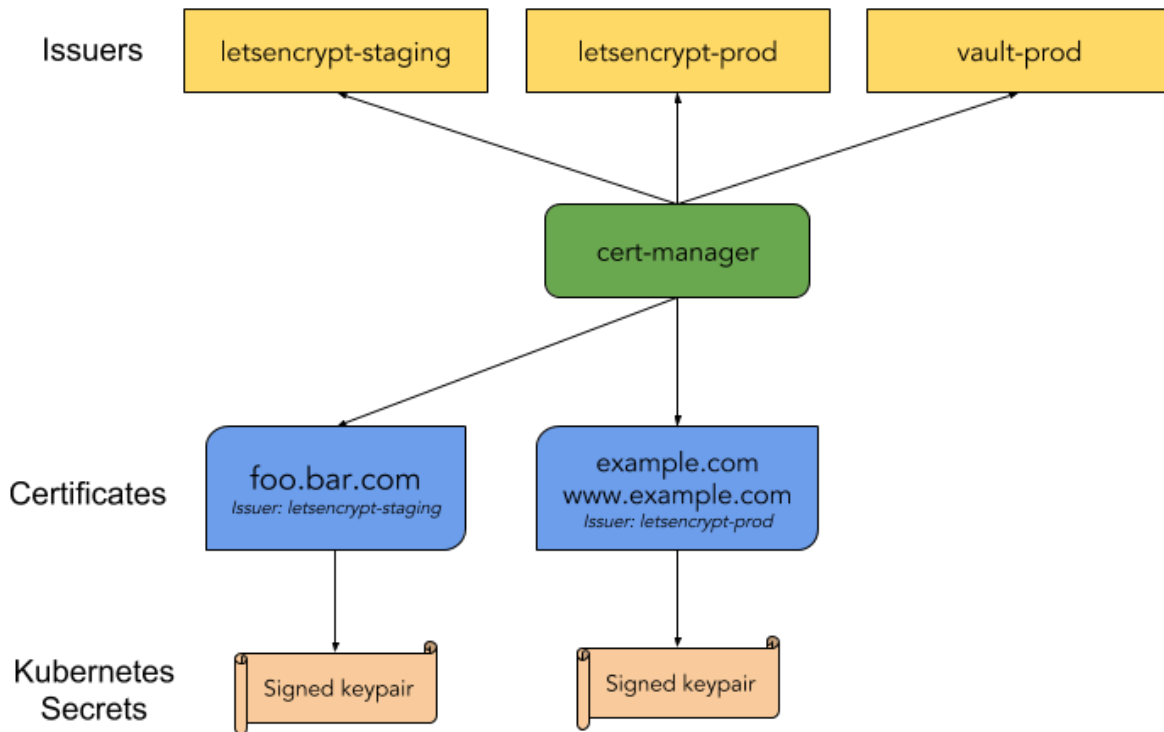 Issuers
letsencrypt-staging
letsencrypt-prod
vault-prod
cert-manager
Certificates
foo.bar.com
Issuer: letsencrypt-staging
example.com
www.example.com
Issuer: letsencrypt-prod
Kubernetes
Secrets
Signed keypair
Signed keypair